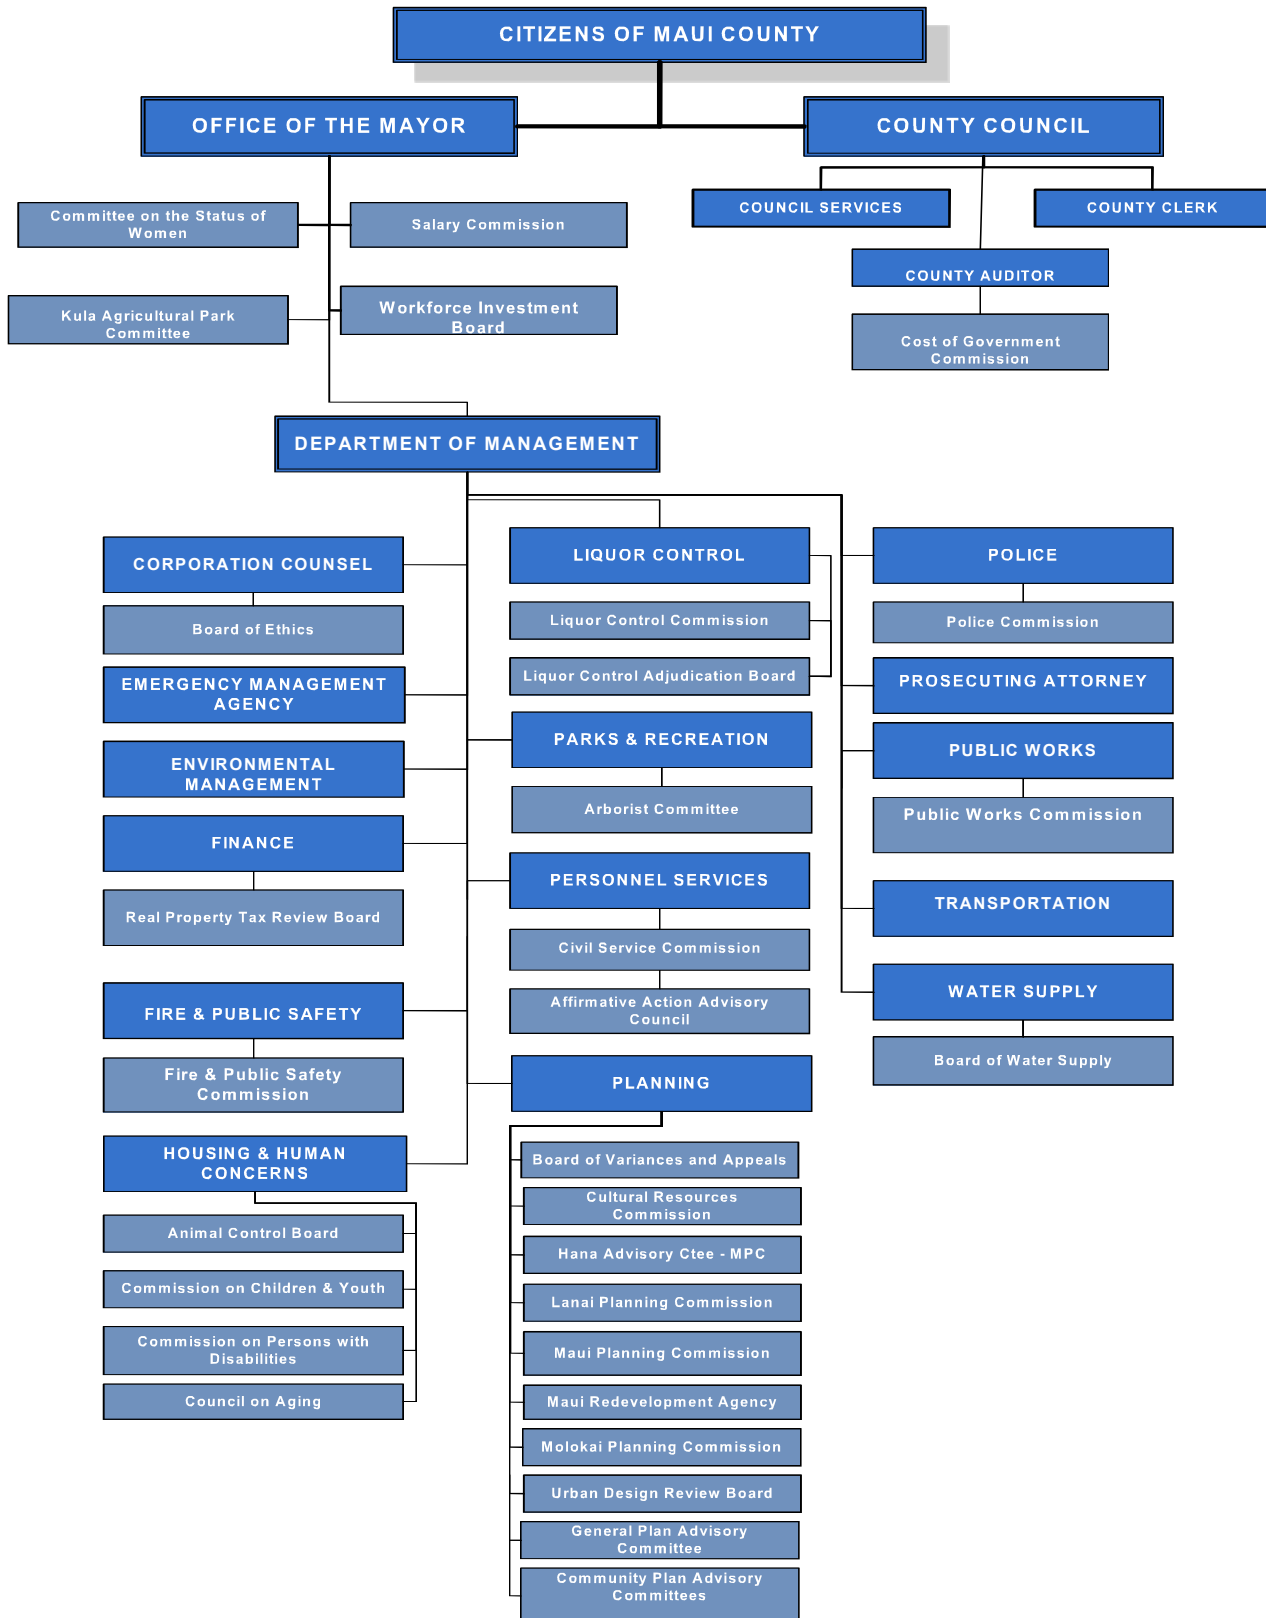 CITIZENS OF MAUI COUNTY
OFFICE OF THE MAYOR
COUNTY COUNCIL
COUNCIL SERVICES
COUNTY CLERK
Committee on the Status of
Women
Salary Commission
COUNTY AUDITOR
Kula Agricultural Park
Committee
Workforce Investment
Board
Cost of Government
Commission
DEPARTMENT OF MANAGEMENT
CORPORATION COUNSEL
Board of Ethics
EMERGENCY MANAGEMENT
AGENCY
ENVIRONMENTAL
MANAGEMENT
FINANCE
Real Property Tax Review Board
FIRE & PUBLIC SAFETY
Fire & Public Safety
Commission
HOUSING & HUMAN
CONCERNS
Animal Control Board
Commission on Children & Youth
Commission on Persons with
Disabilities
Council on Aging
LIQUOR CONTROL
Liquor Control Commission
Liquor Control Adjudication Board
PARKS & RECREATION
Arborist Committee
PERSONNEL SERVICES
Civil Service Commission
Affirmative Action Advisory
Council
PLANNING
Board of Variances and Appeals
Cultural Resources
Commission
Hana Advisory Ctee - MPC
Lanai Planning Commission
Maui Planning Commission
Maui Redevelopment Agency
Molokai Planning Commission
Urban Design Review Board
General Plan Advisory
Committee
Community Plan Advisory
Committees
POLICE
Police Commission
PROSECUTING ATTORNEY
PUBLIC WORKS
Public Works Commission
TRANSPORTATION
WATER SUPPLY
Board of Water Supply